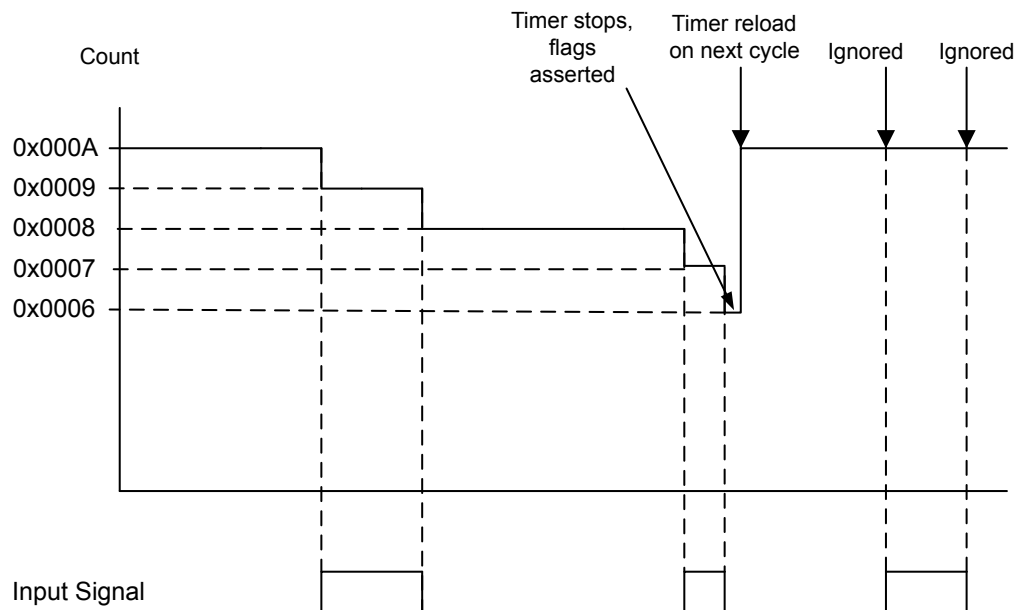 Timer stops,
flags
asserted
Timer reload
on next cycle
Ignored
Ignored
Count
0x000A
0x0009
0x0008
0x0007
0x0006
Input Signal